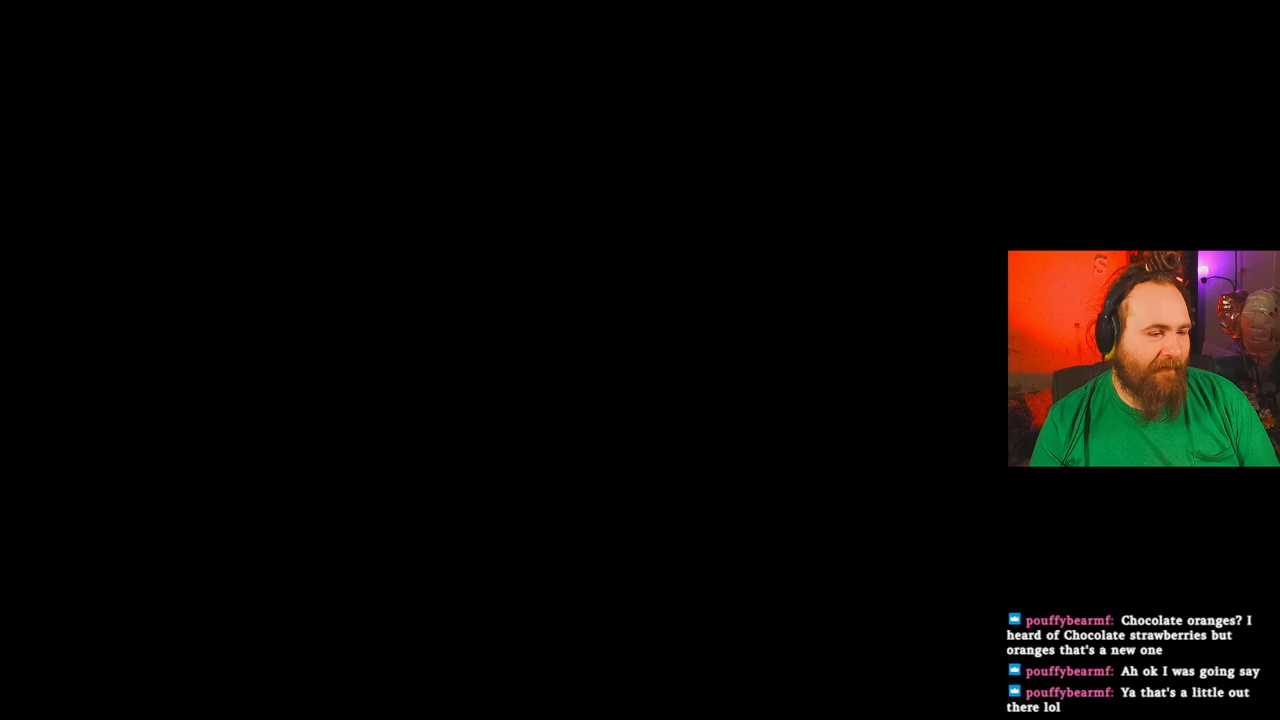 S
pouffybearmf: Chocolate oranges? I
heard of Chocolate strawberries but
oranges that's a new one
pouffybearmf: Ah ok I was going say
pouffybearmf: Ya that's a little out
there lol